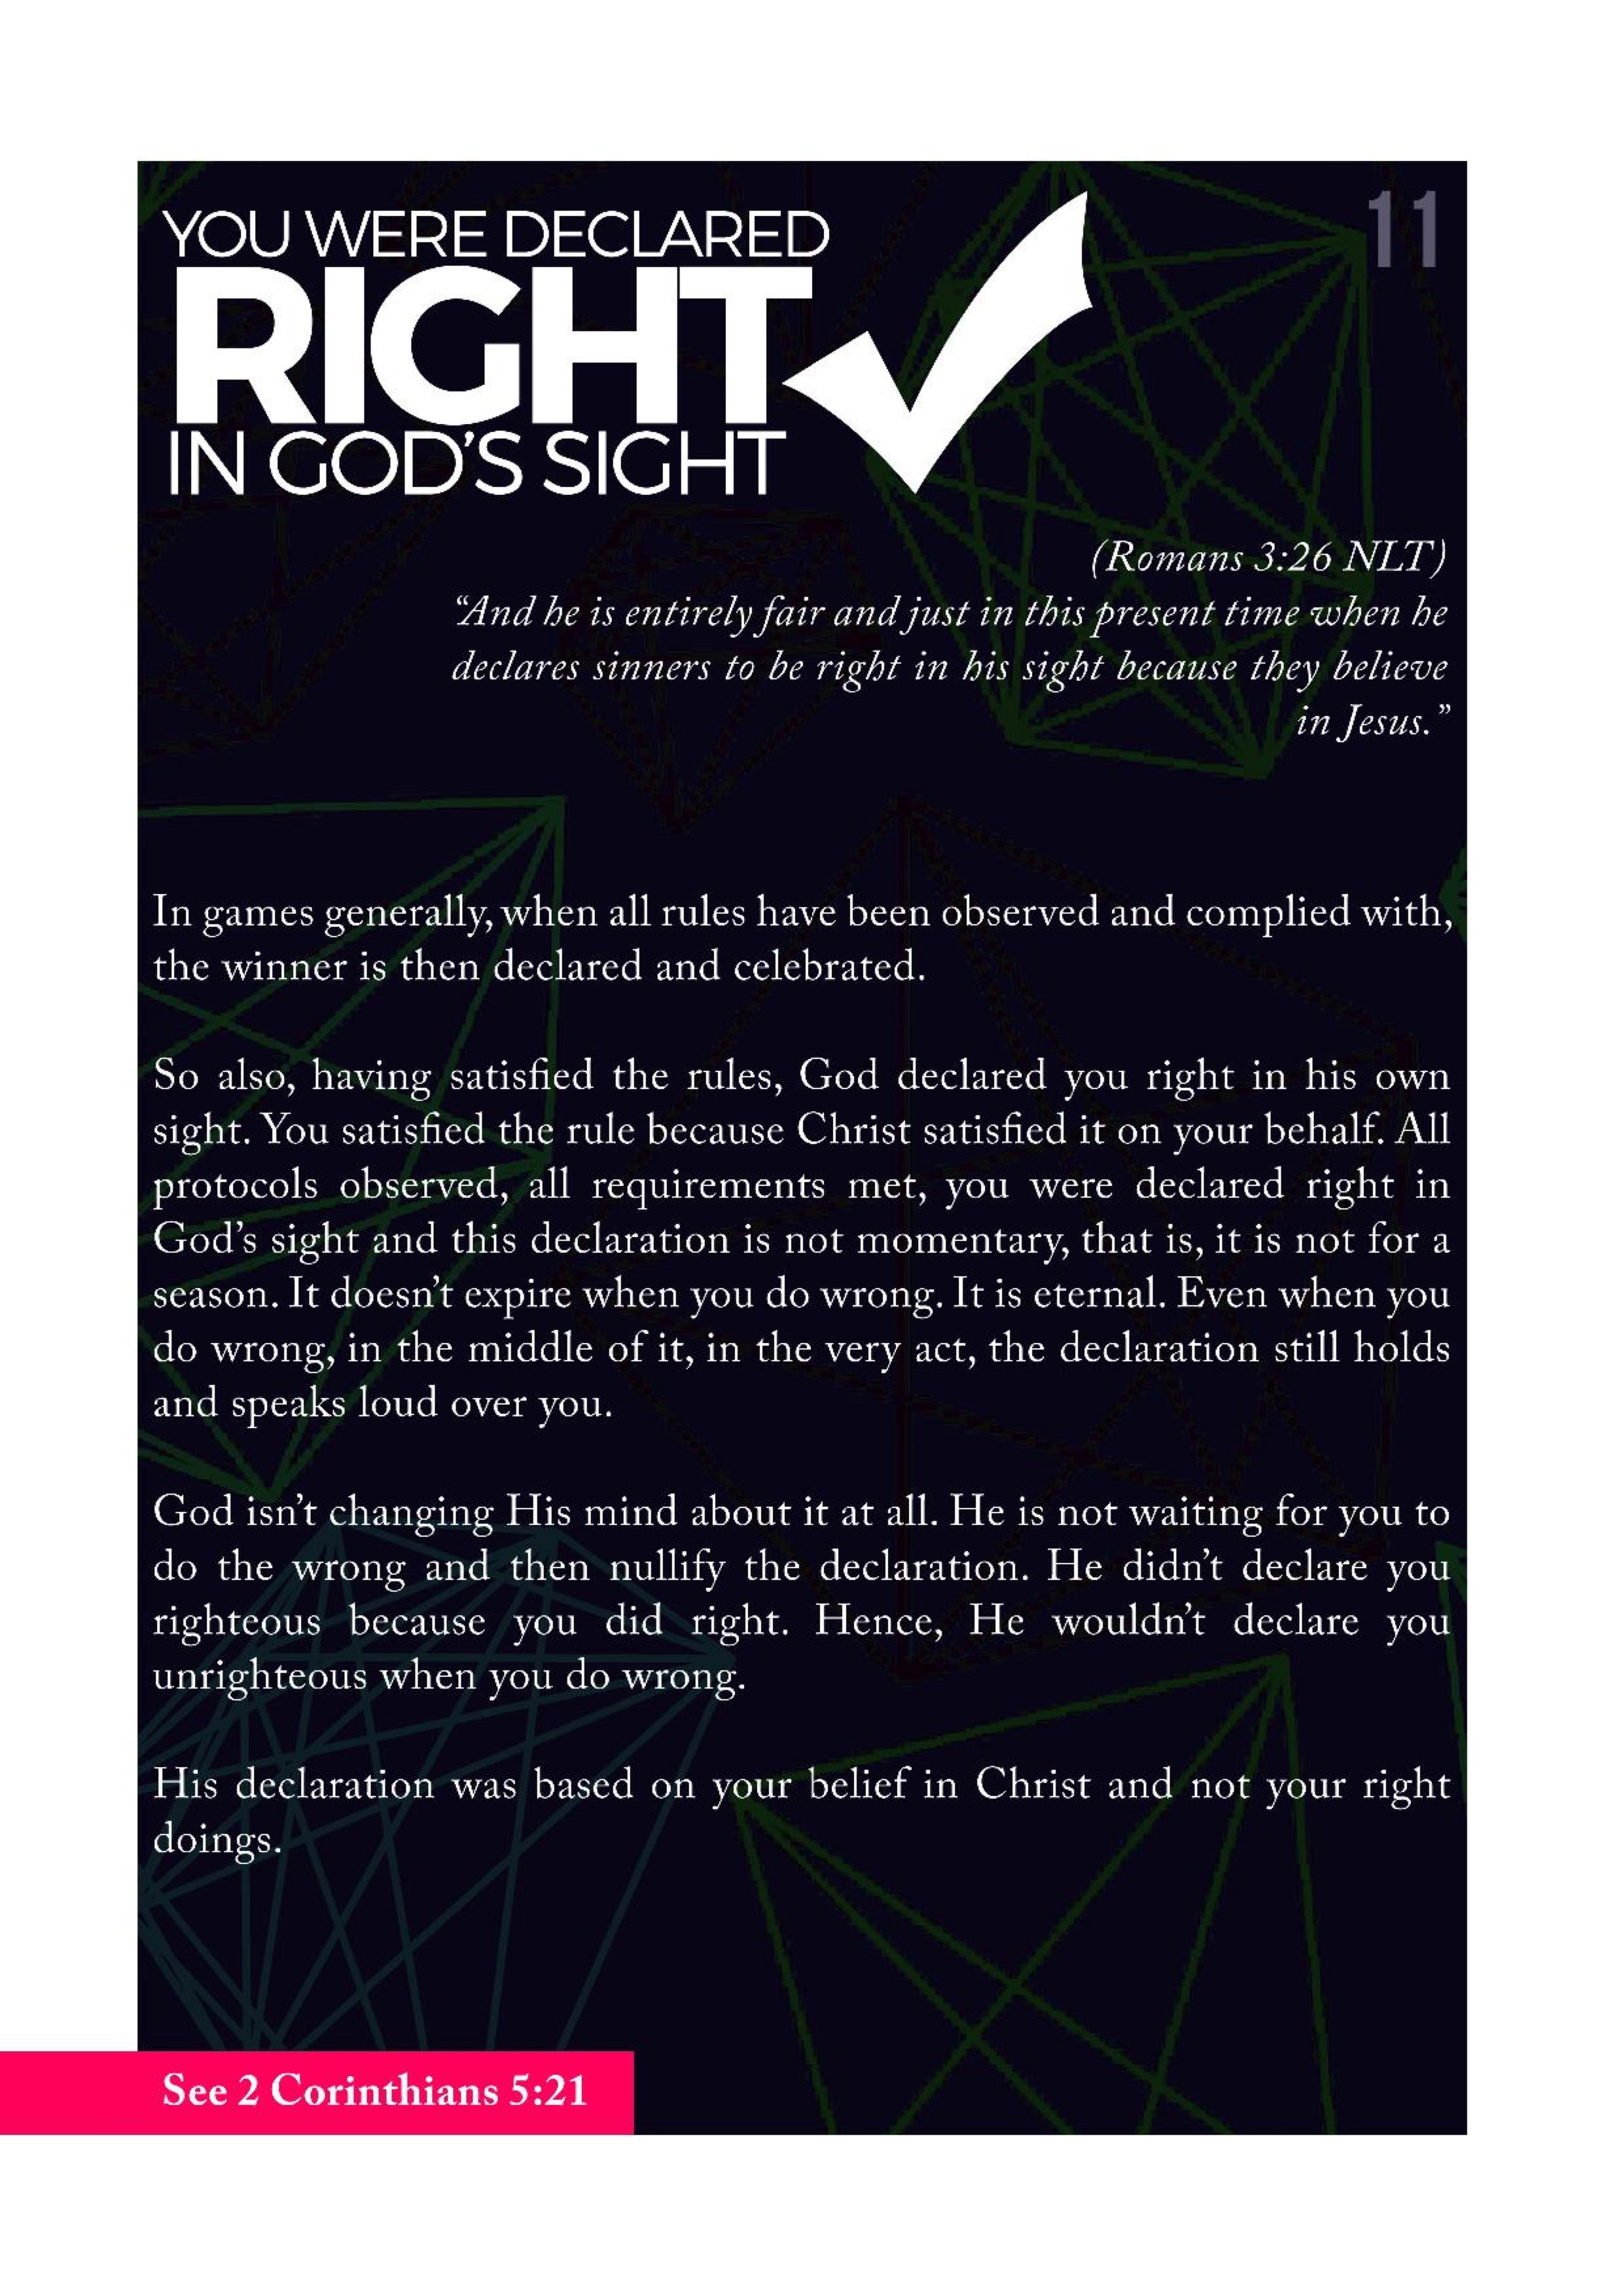 11
YOU WERE DECLARED
RIGHT
IN GOD'S SIGHT
(Romans 3:26 NLT)
“And he is entirely fair and just in this present time when he
declares sinners to be right in his sight because they believe
in Jesus.”
In games generally, when all rules have been observed and complied with,
the winner is then declared and celebrated.
So also, having satisfied the rules, God declared you right in his own
sight. You satisfied the rule because Christ satisfied it on your behalf. All
protocols observed, all requirements met, you were declared right in
God’s sight and this declaration is not momentary, that is, it is not for a
season. It doesn’t expire when you do wrong. It is eternal. Even when you
do wrong, in the middle of it, in the very act, the declaration still holds
and speaks loud over you.
God isn’t changing His mind about it at all. He is not waiting for you to
do the wrong and then nullify the declaration. He didn’t declare you
righteous because you did right. Hence, He wouldn’t declare you
unrighteous when you do wrong.
His declaration was based on your belief in Christ and not your right
doings.
See 2 Corinthians 5:21